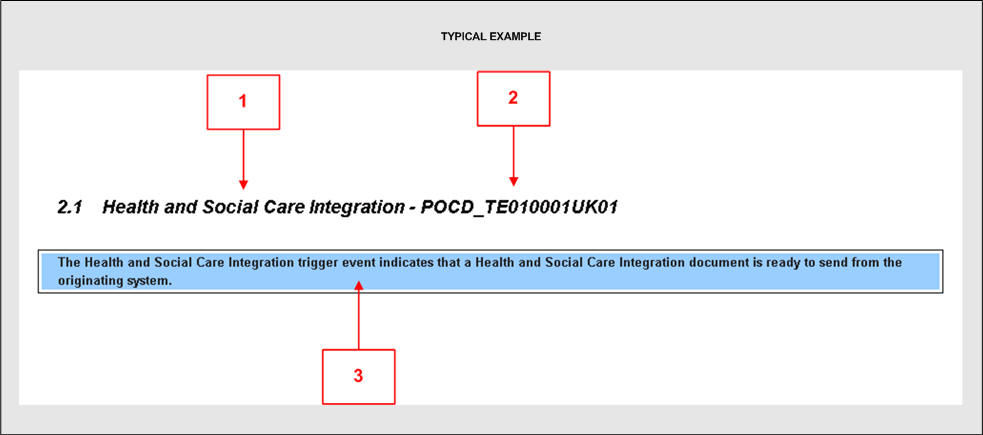 TYPICAL EXAMPLE
1
2
2.1 Health and Social Care Integration - POCD_TE010001UK01
The Health and Social Care Integration trigger event indicates that a Health and Social Care Integration document is ready to send from the
originating system.
3